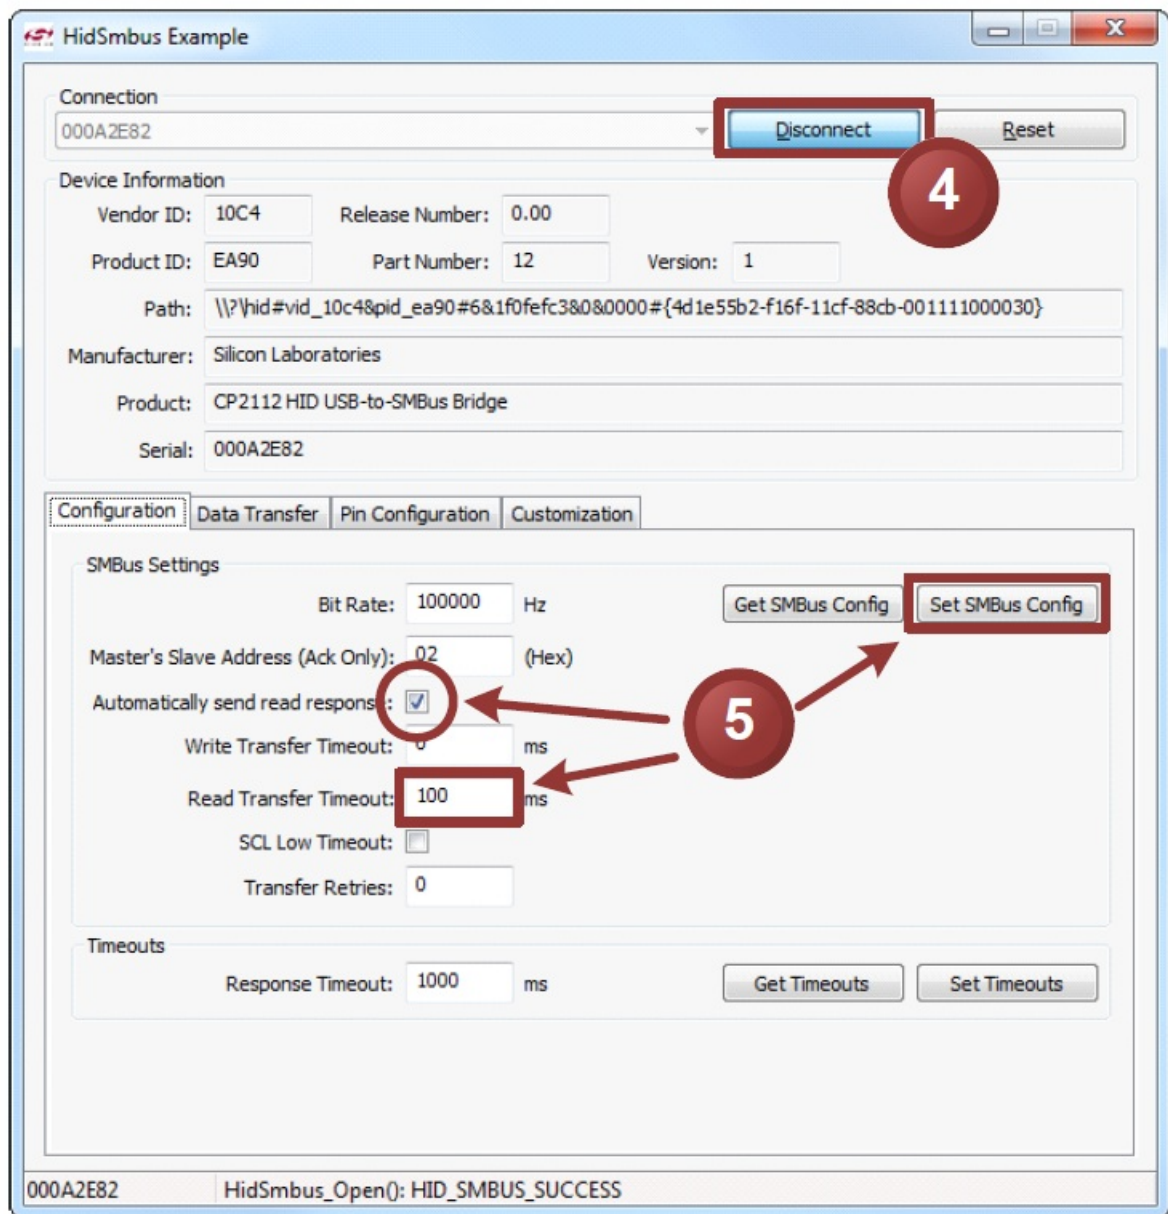 HidSmbus Example
Connection
000A2E82
Disconnect
Reset
4
Device Information
Vendor ID: 10C4 Release Number: 0.00
Product ID: EA90 Part Number: 12 Version: 1
Path: \\?\hid#vid_10c4&pid_ea90#6&1f0fefc3&0&0000#{4d1e55b2-f16f-11cf-88cb-001111000030}
Manufacturer: Silicon Laboratories
Product: CP2112 HID USB-to-SMBus Bridge
Serial: 000A2E82
Configuration Data Transfer Pin Configuration Customization
SMBus Settings
Bit Rate: 100000 Hz Get SMBus Config Set SMBus Config
Master's Slave Address (Ack Only): 02 (Hex)
Automatically send read response:
5
Write Transfer Timeout: 0 ms
Read Transfer Timeout: 100 ms
SCL Low Timeout:
Transfer Retries: 0
Timeouts
Response Timeout: 1000 ms Get Timeouts Set Timeouts
000A2E82 HidSmbus_Open(): HID_SMBUS_SUCCESS